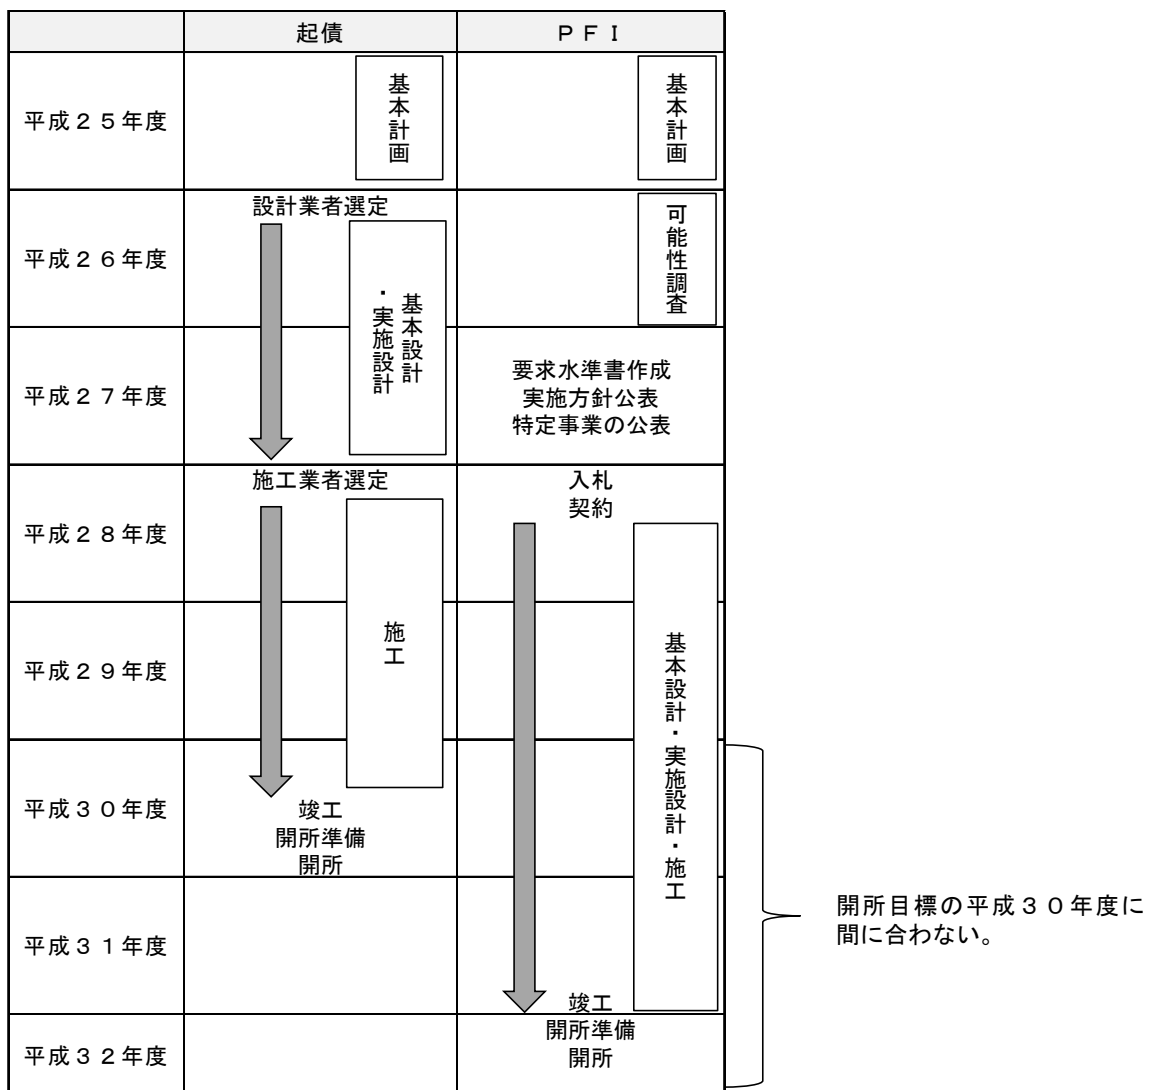 起債 ＰＦＩ
平成２５年度
基本計画
基本計画
平成２６年度
設計業者選定
基本設計
・実施設計
可能性調査
平成２７年度
要求水準書作成
実施方針公表
特定事業の公表
平成２８年度
施工業者選定
施工
入札
契約
基本設計・実施設計・施工
平成２９年度
平成３０年度
竣工
開所準備
開所
平成３１年度
開所目標の平成３０年度に
間に合わない。
平成３２年度
竣工
開所準備
開所